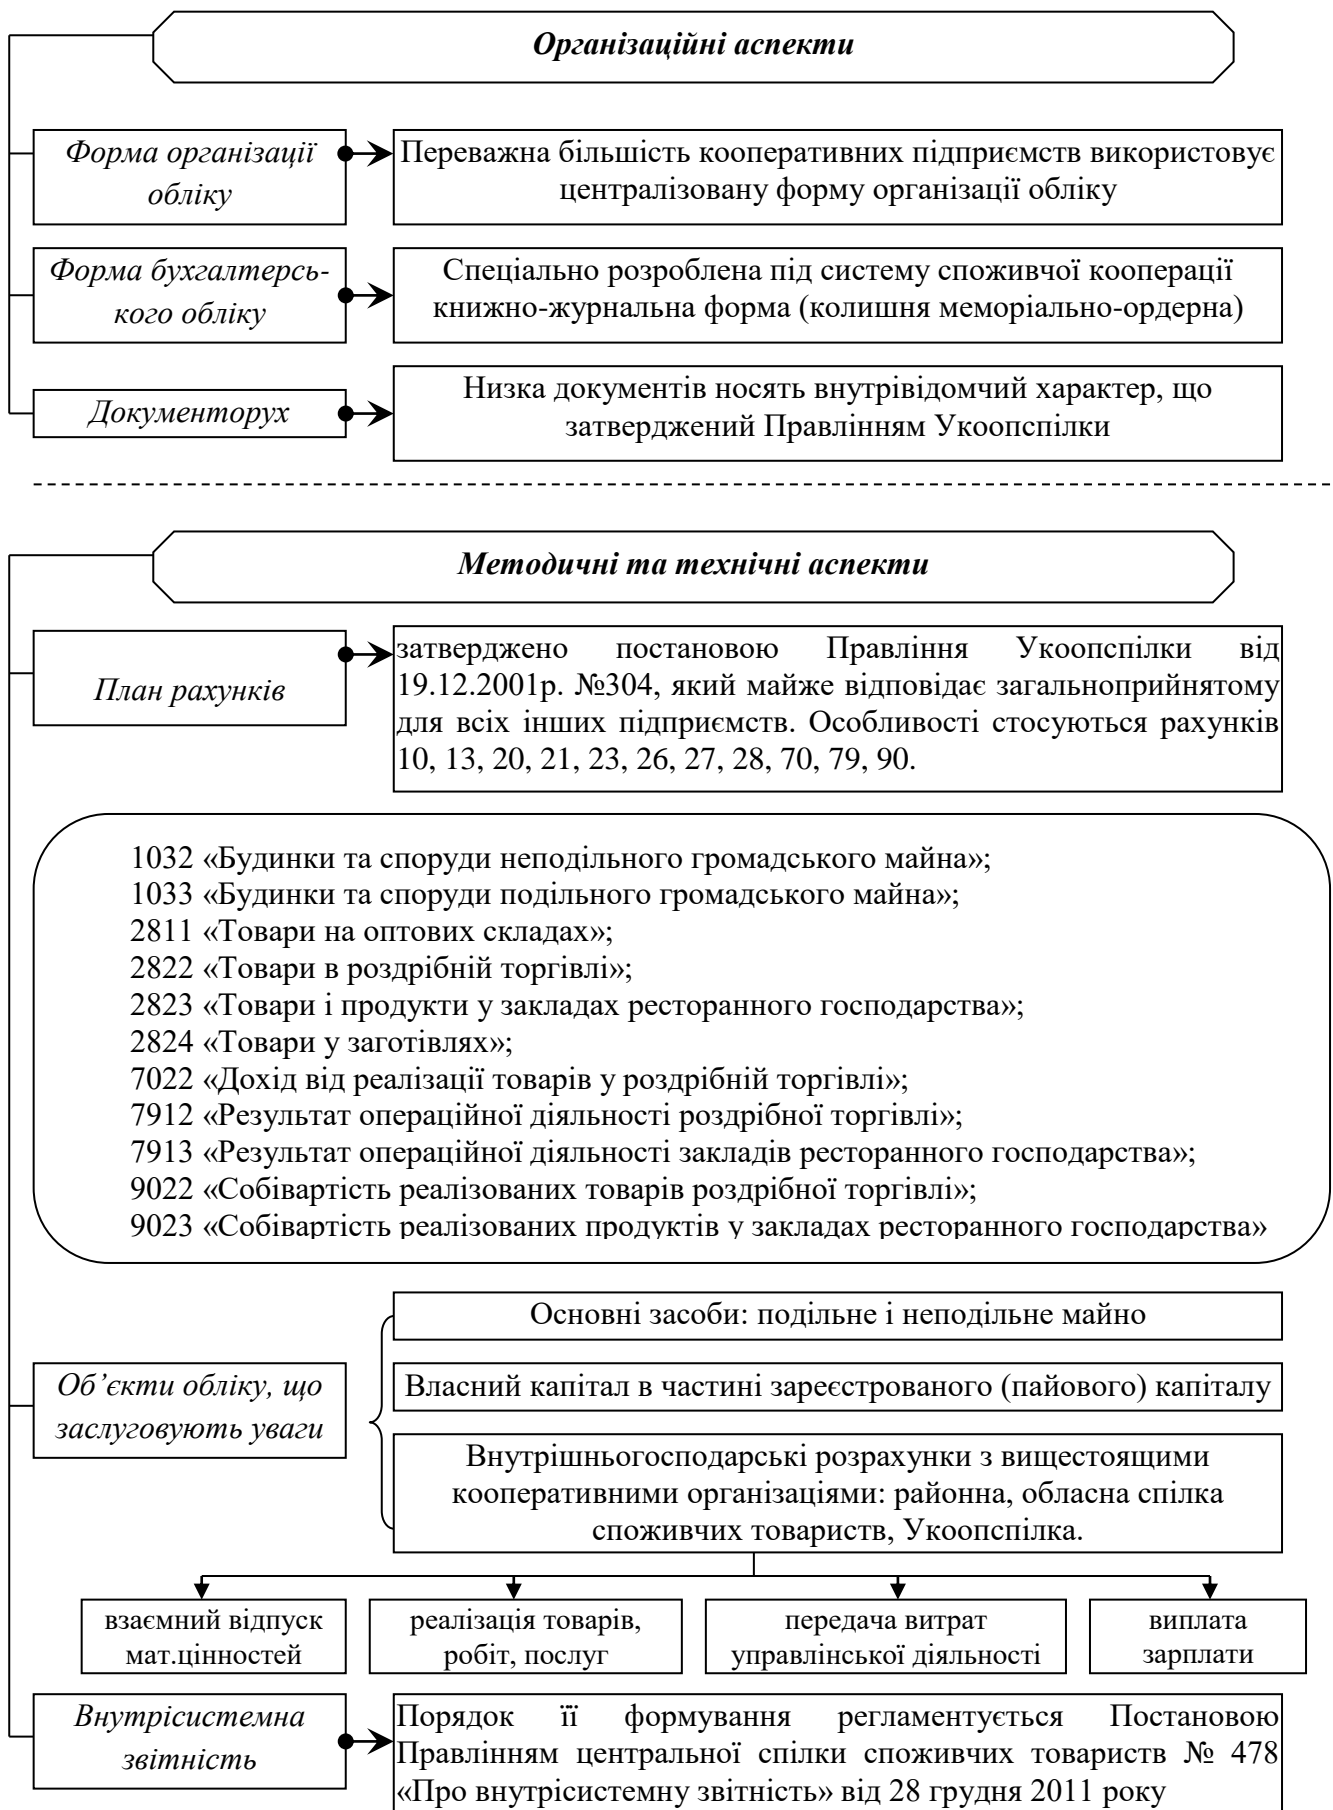 Організаційні аспекти
Форма організації
обліку
Переважна більшість кооперативних підприємств використовує
централізовану форму організації обліку
Форма бухгалтерсь-
кого обліку
Спеціально розроблена під систему споживчої кооперації
книжно-журнальна форма (колишня меморіально-ордерна)
Документорух
Низка документів носять внутрівідомчий характер, що
затверджений Правлінням Укоопспілки
Методичні та технічні аспекти
План рахунків
затверджено постановою Правління Укоопспілки від
19.12.2001р. №304, який майже відповідає загальноприйнятому
для всіх інших підприємств. Особливості стосуються рахунків
10, 13, 20, 21, 23, 26, 27, 28, 70, 79, 90.
1032 «Будинки та споруди неподільного громадського майна»;
1033 «Будинки та споруди подільного громадського майна»;
2811 «Товари на оптових складах»;
2822 «Товари в роздрібній торгівлі»;
2823 «Товари і продукти у закладах ресторанного господарства»;
2824 «Товари у заготівлях»;
7022 «Дохід від реалізації товарів у роздрібній торгівлі»;
7912 «Результат операційної діяльності роздрібної торгівлі»;
7913 «Результат операційної діяльності закладів ресторанного господарства»;
9022 «Собівартість реалізованих товарів роздрібної торгівлі»;
9023 «Собівартість реалізованих продуктів у закладах ресторанного господарства»
Об’єкти обліку, що
заслуговують уваги
Основні засоби: подільне і неподільне майно
Власний капітал в частині зареєстрованого (пайового) капіталу
Внутрішньогосподарські розрахунки з вищестоящими
кооперативними організаціями: районна, обласна спілка
споживчих товариств, Укоопспілка.
взаємний відпуск
мат.цінностей
реалізація товарів,
робіт, послуг
передача витрат
управлінської діяльності
виплата
зарплати
Внутрісистемна
звітність
Порядок її формування регламентується Постановою
Правлінням центральної спілки споживчих товариств № 478
«Про внутрісистемну звітність» від 28 грудня 2011 року